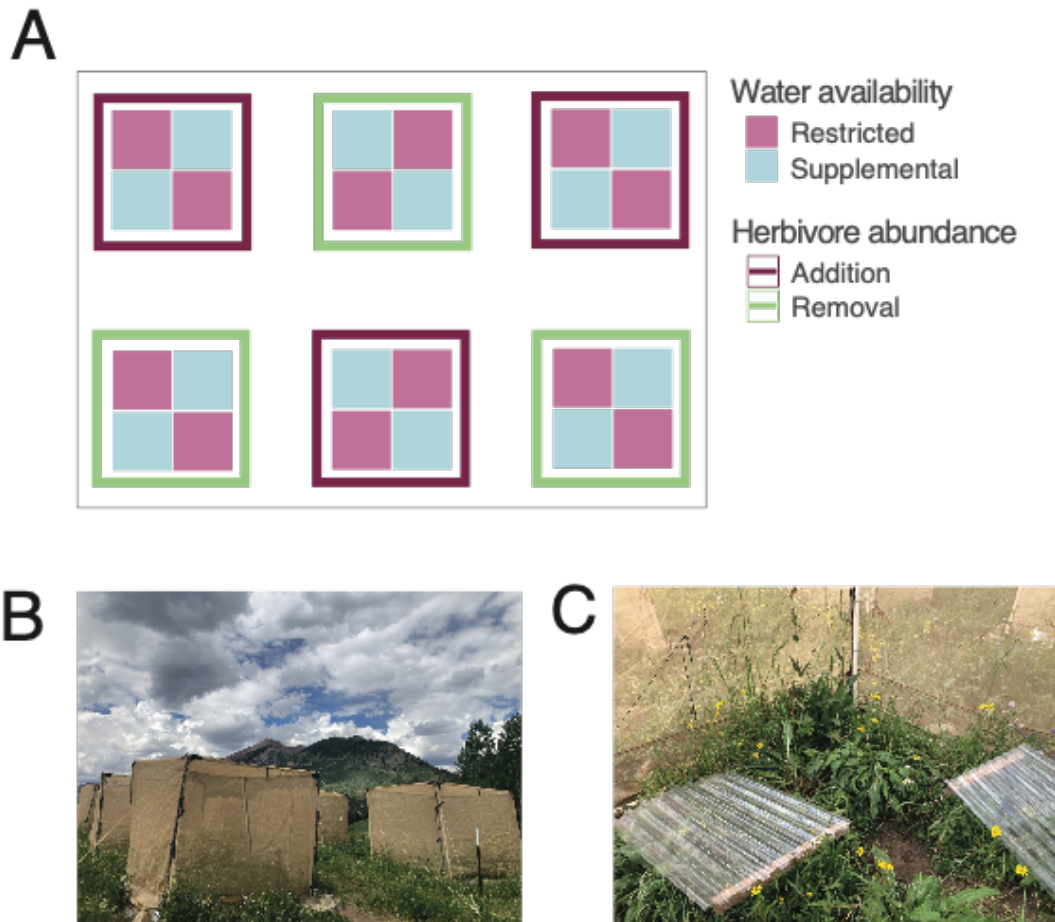 A
Water availability
Restricted
Supplemental
Herbivore abundance
Addition
Removal
B
C